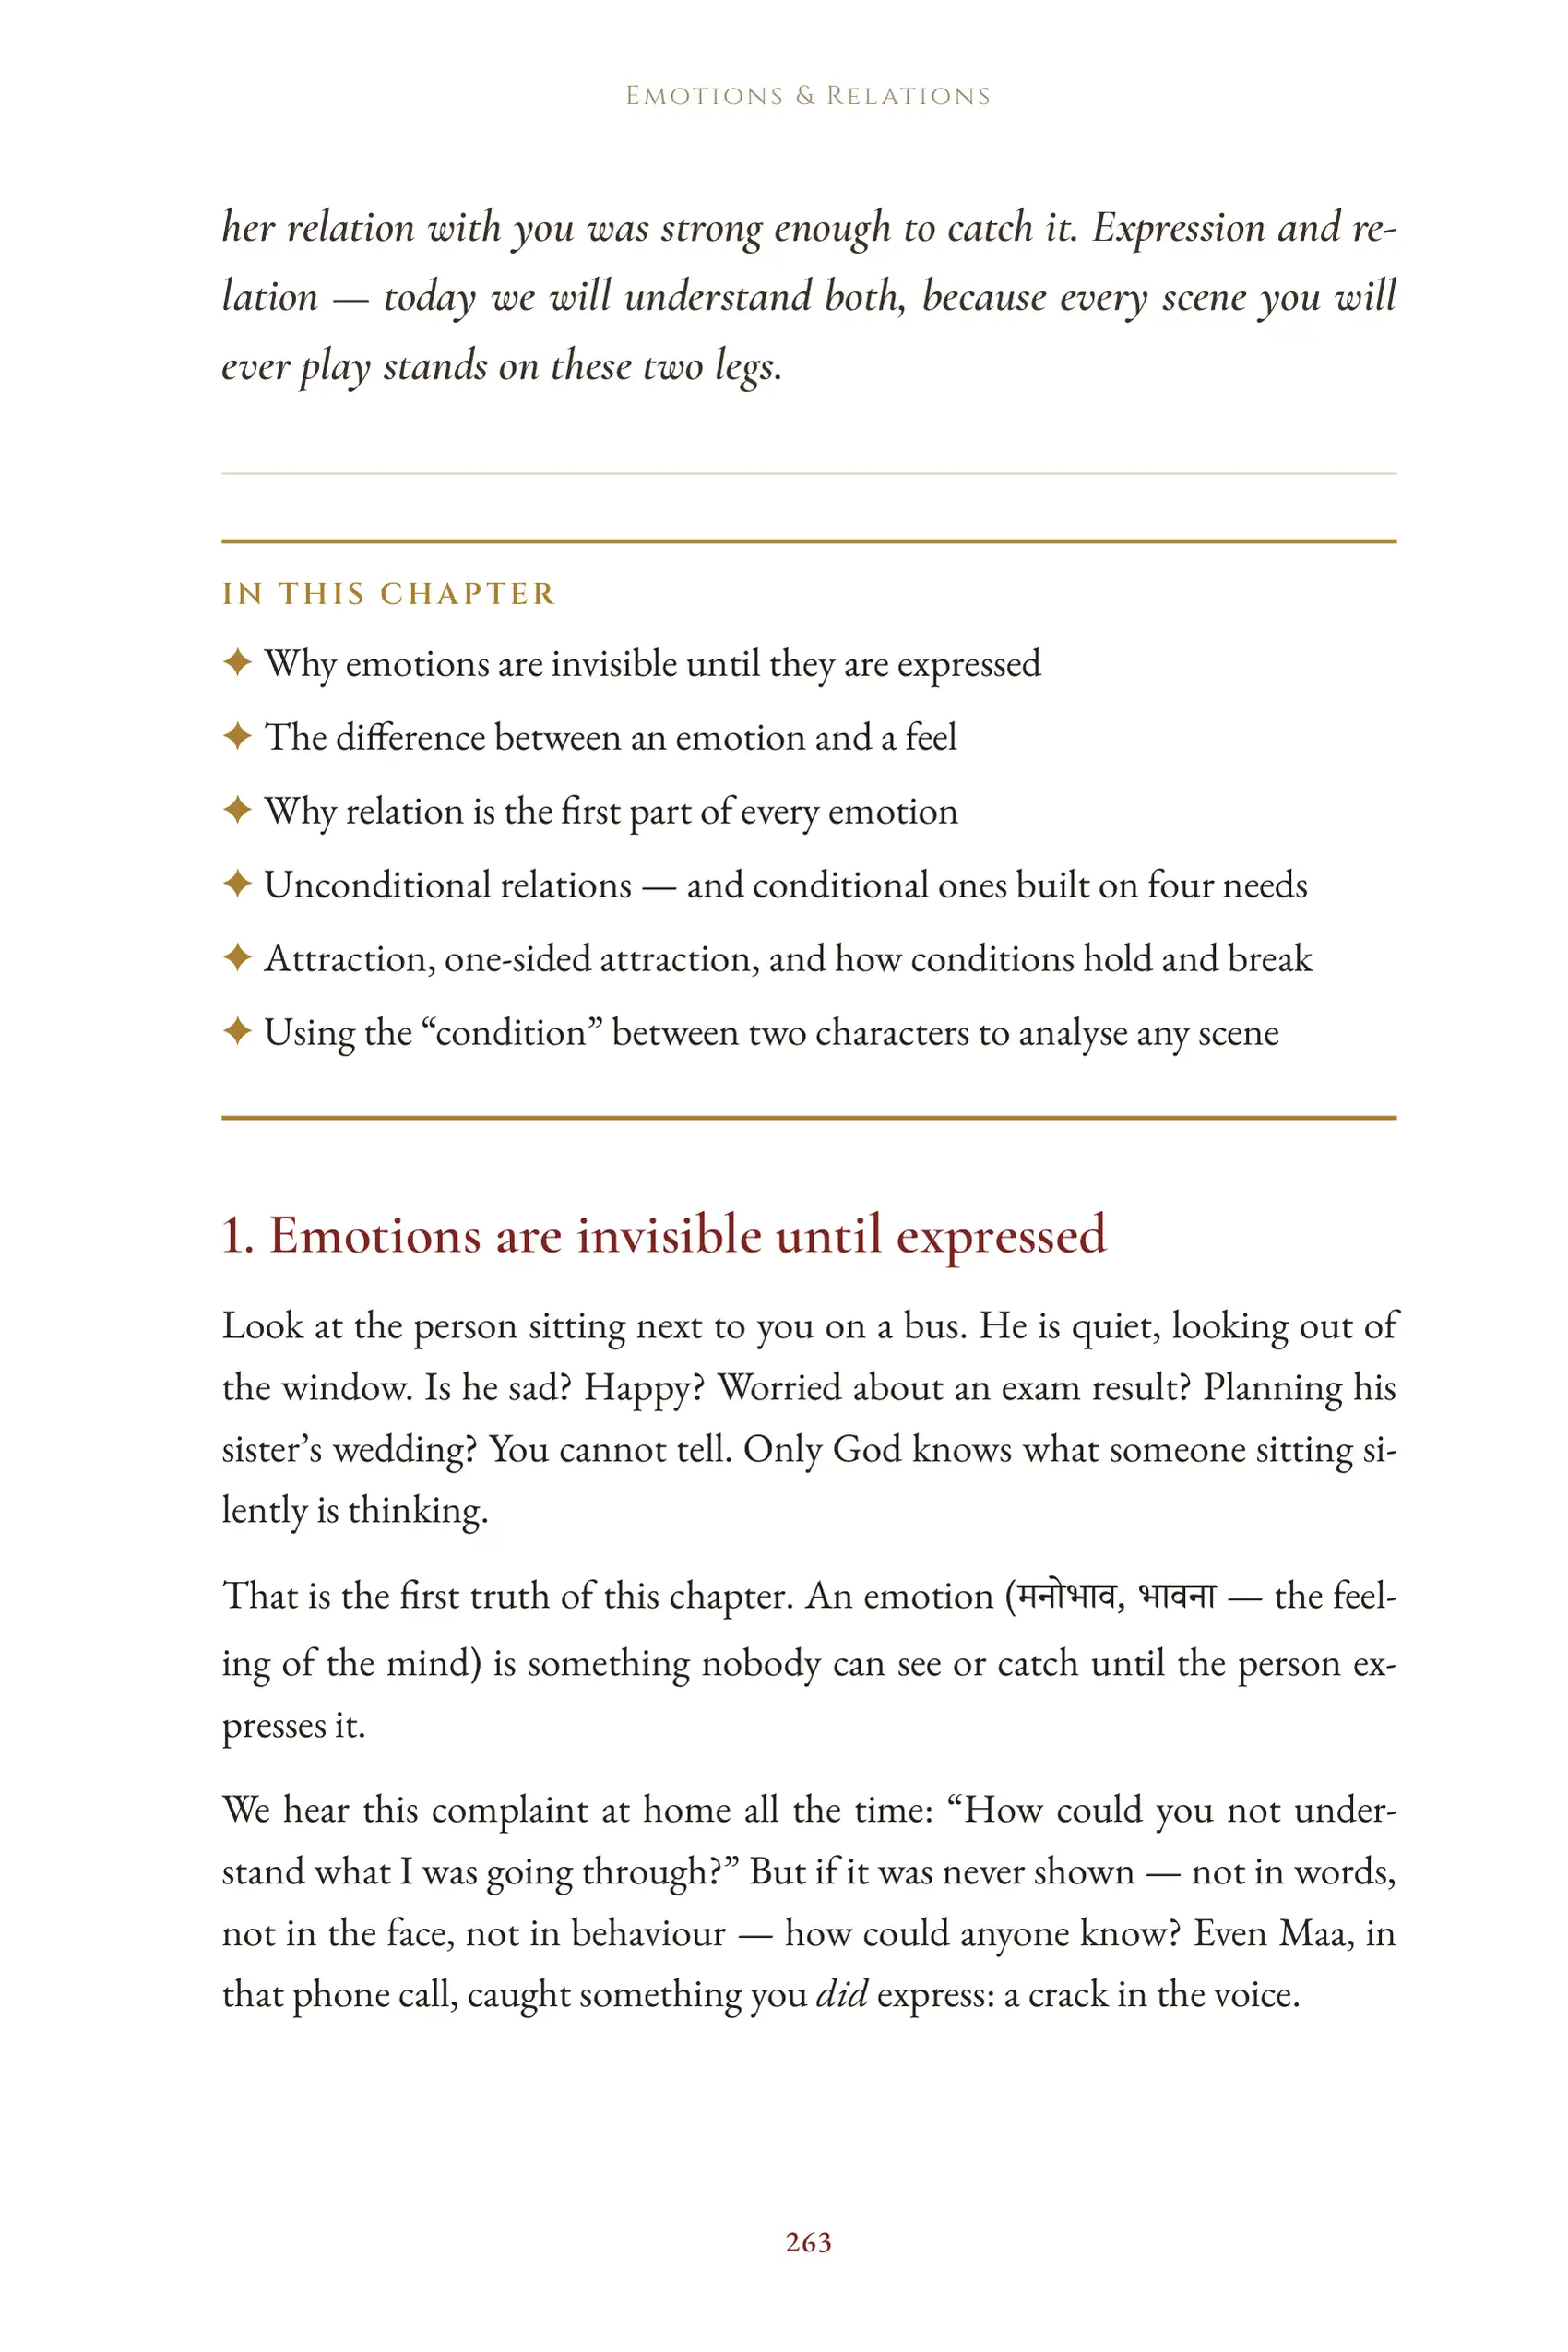 EMOTIONS & RELATIONS
her relation with you was strong enough to catch it. Expression and re-
lation — today we will understand both, because every scene you will
ever play stands on these two legs.
IN THIS CHAPTER
✦ Why emotions are invisible until they are expressed
✦ The difference between an emotion and a feel
✦ Why relation is the first part of every emotion
✦ Unconditional relations — and conditional ones built on four needs
✦ Attraction, one-sided attraction, and how conditions hold and break
✦ Using the “condition” between two characters to analyse any scene
1. Emotions are invisible until expressed
Look at the person sitting next to you on a bus. He is quiet, looking out of
the window. Is he sad? Happy? Worried about an exam result? Planning his
sister’s wedding? You cannot tell. Only God knows what someone sitting si-
lently is thinking.
That is the first truth of this chapter. An emotion (मनोभाव, भावना — the feel-
ing of the mind) is something nobody can see or catch until the person ex-
presses it.
We hear this complaint at home all the time: “How could you not under-
stand what I was going through?” But if it was never shown — not in words,
not in the face, not in behaviour — how could anyone know? Even Maa, in
that phone call, caught something you did express: a crack in the voice.
263